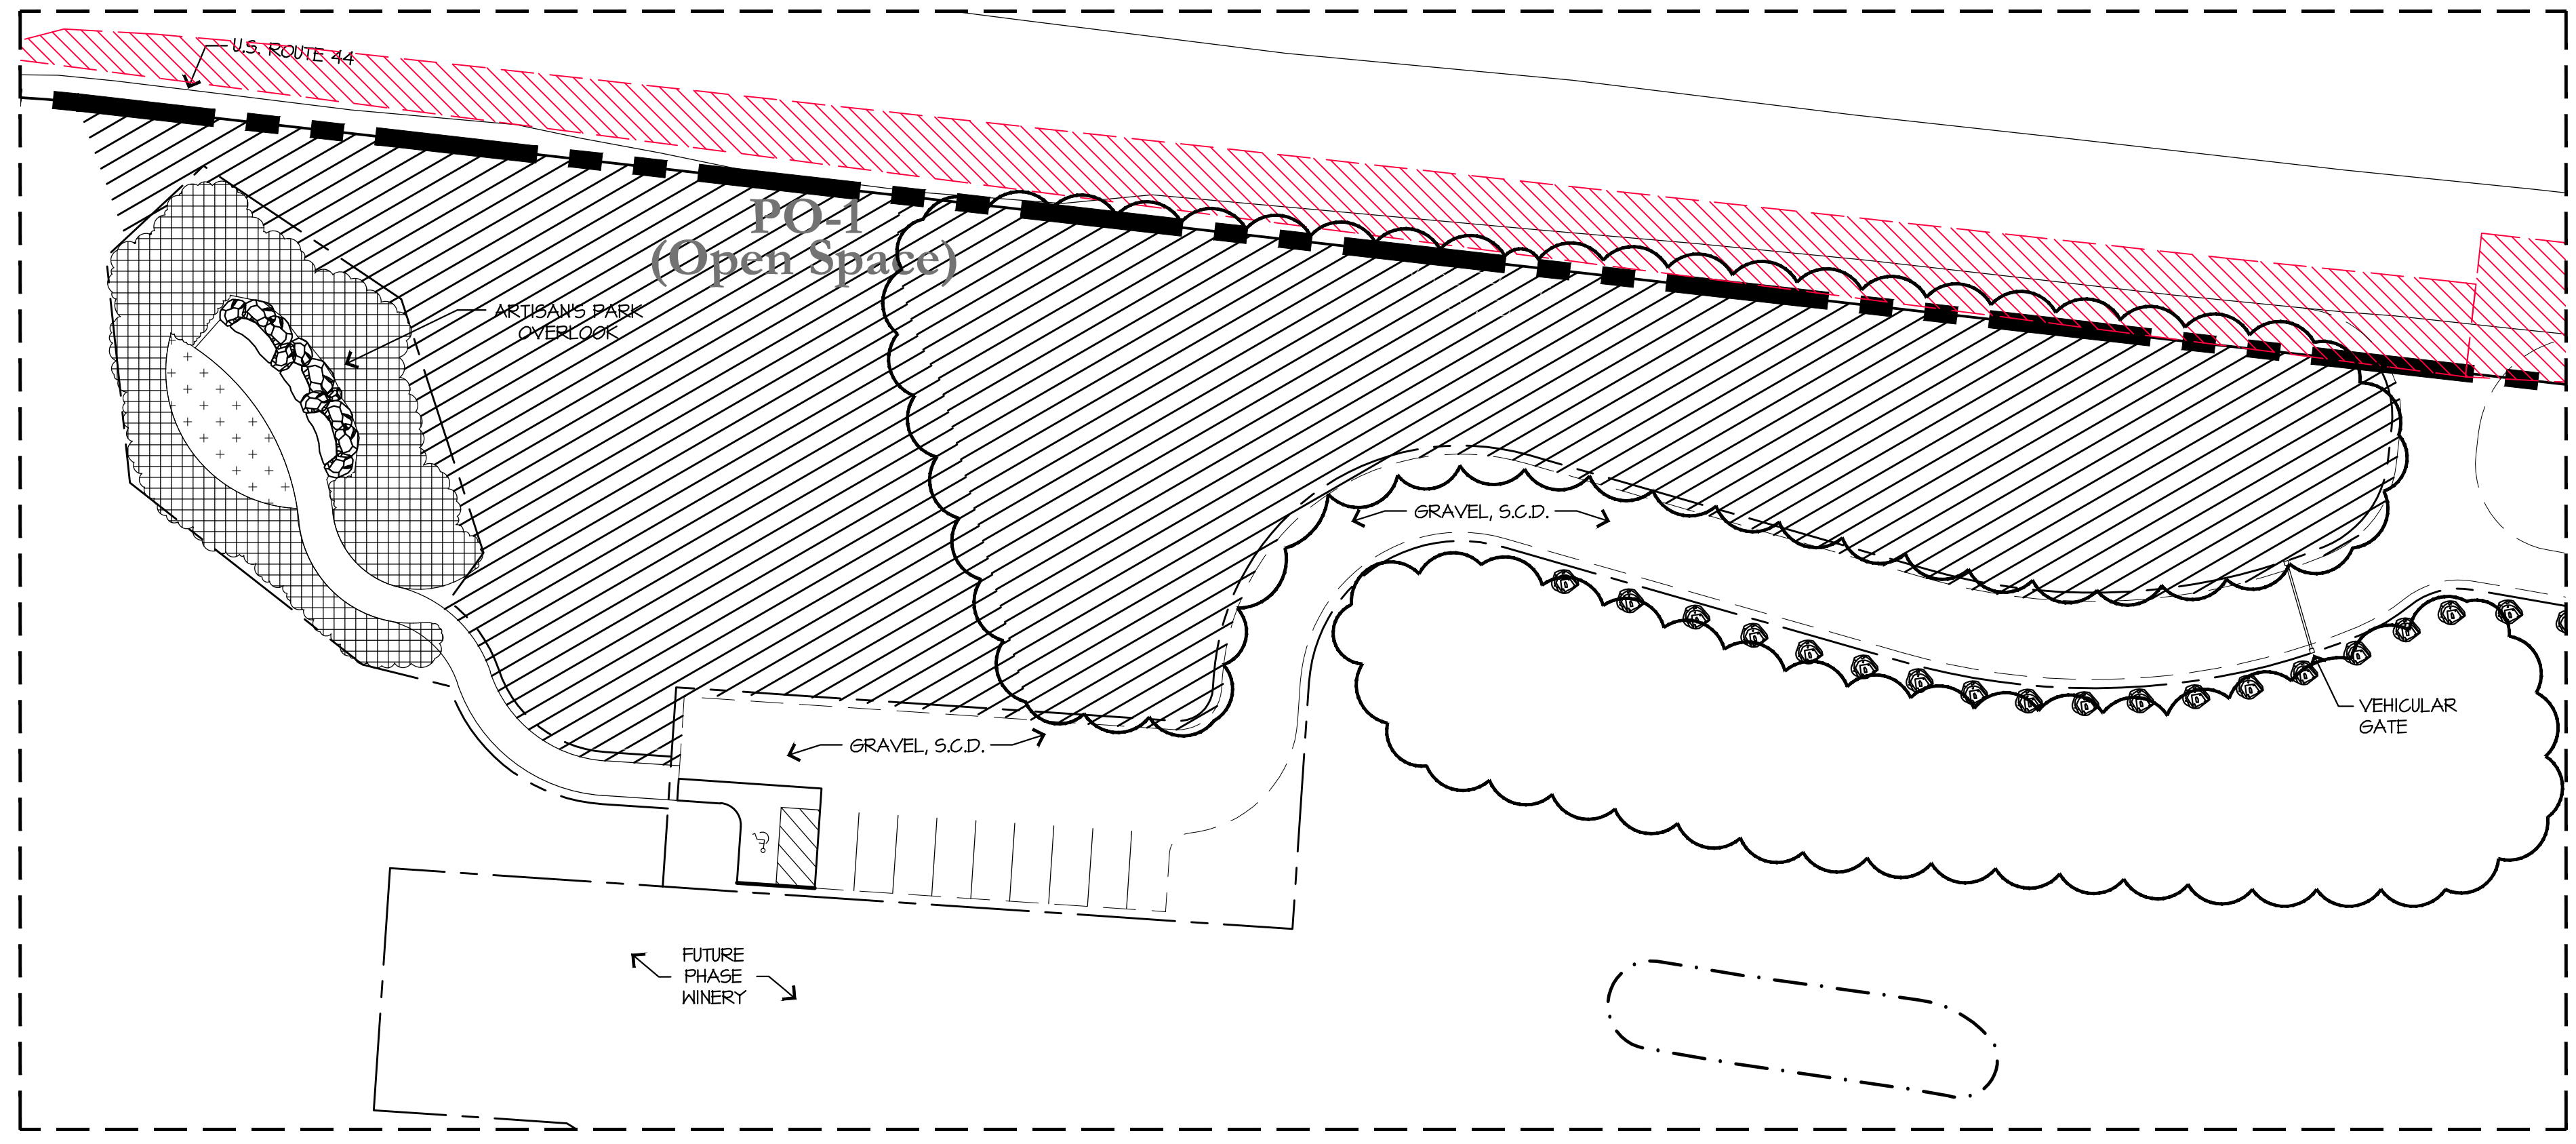 U.S. ROUTE 44
PO-1
(Open Space)
ARTISAN'S PARK
OVERLOOK
GRAVEL, S.C.D.
VEHICULAR
GATE
GRAVEL, S.C.D.
FUTURE
PHASE
WINERY